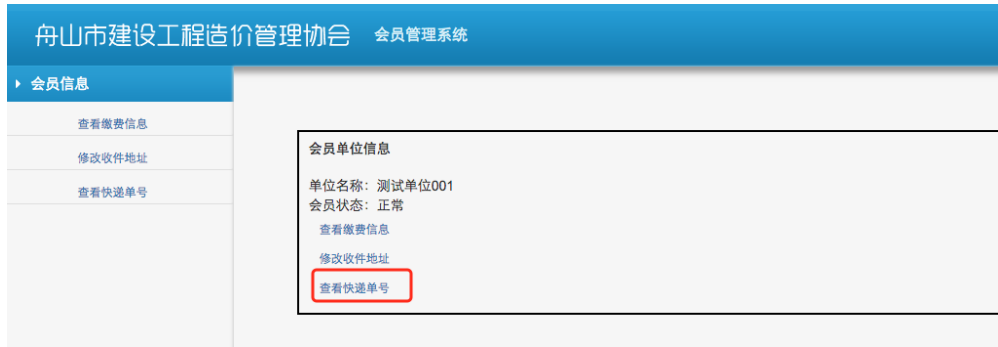 舟山市建设工程造价管理协会 会员管理系统
会员信息
查看缴费信息
修改收件地址
查看快递单号
会员单位信息
单位名称：测试单位001
会员状态：正常
查看缴费信息
修改收件地址
查看快递单号